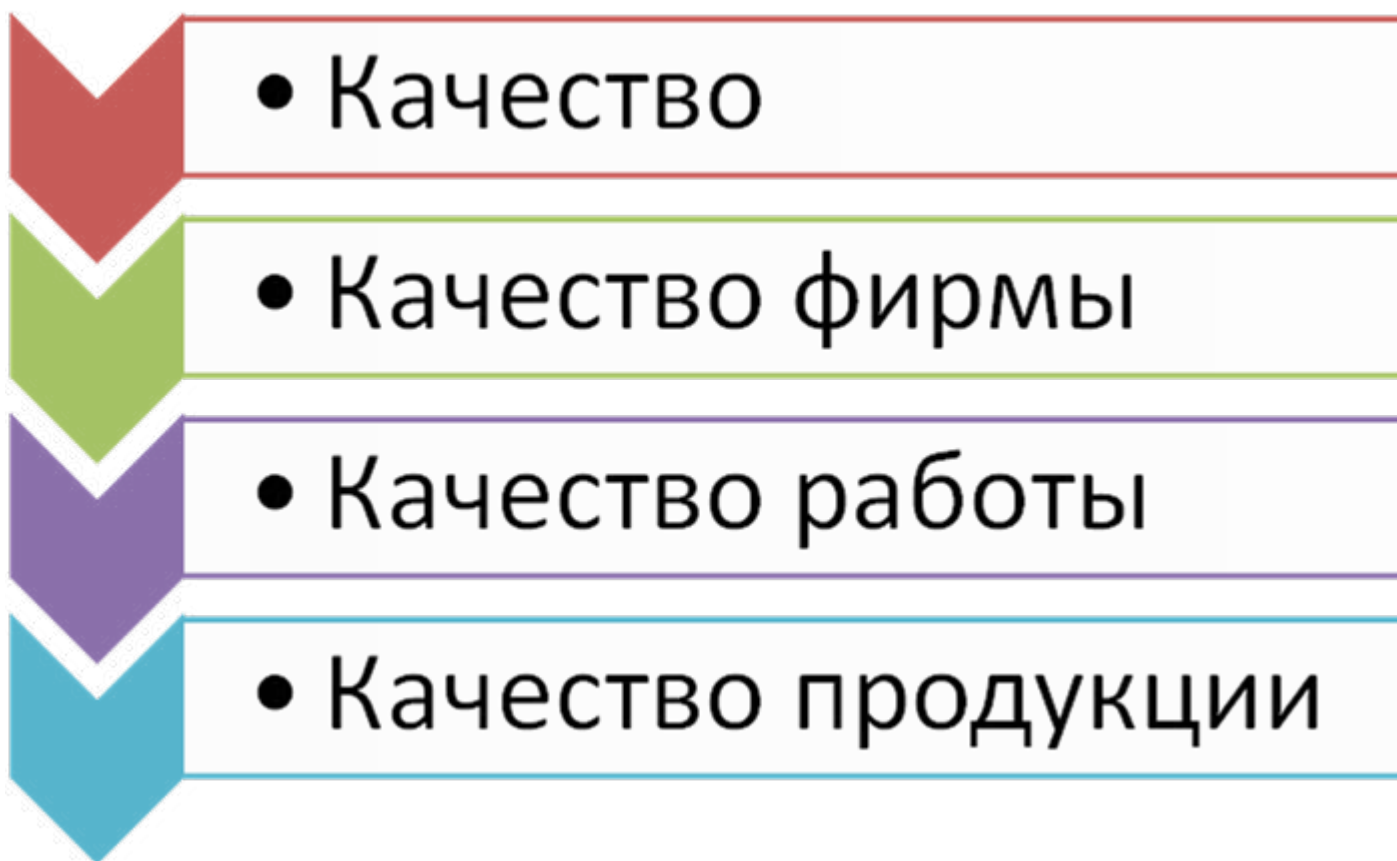 • Качество
• Качество фирмы
• Качество работы
• Качество продукции